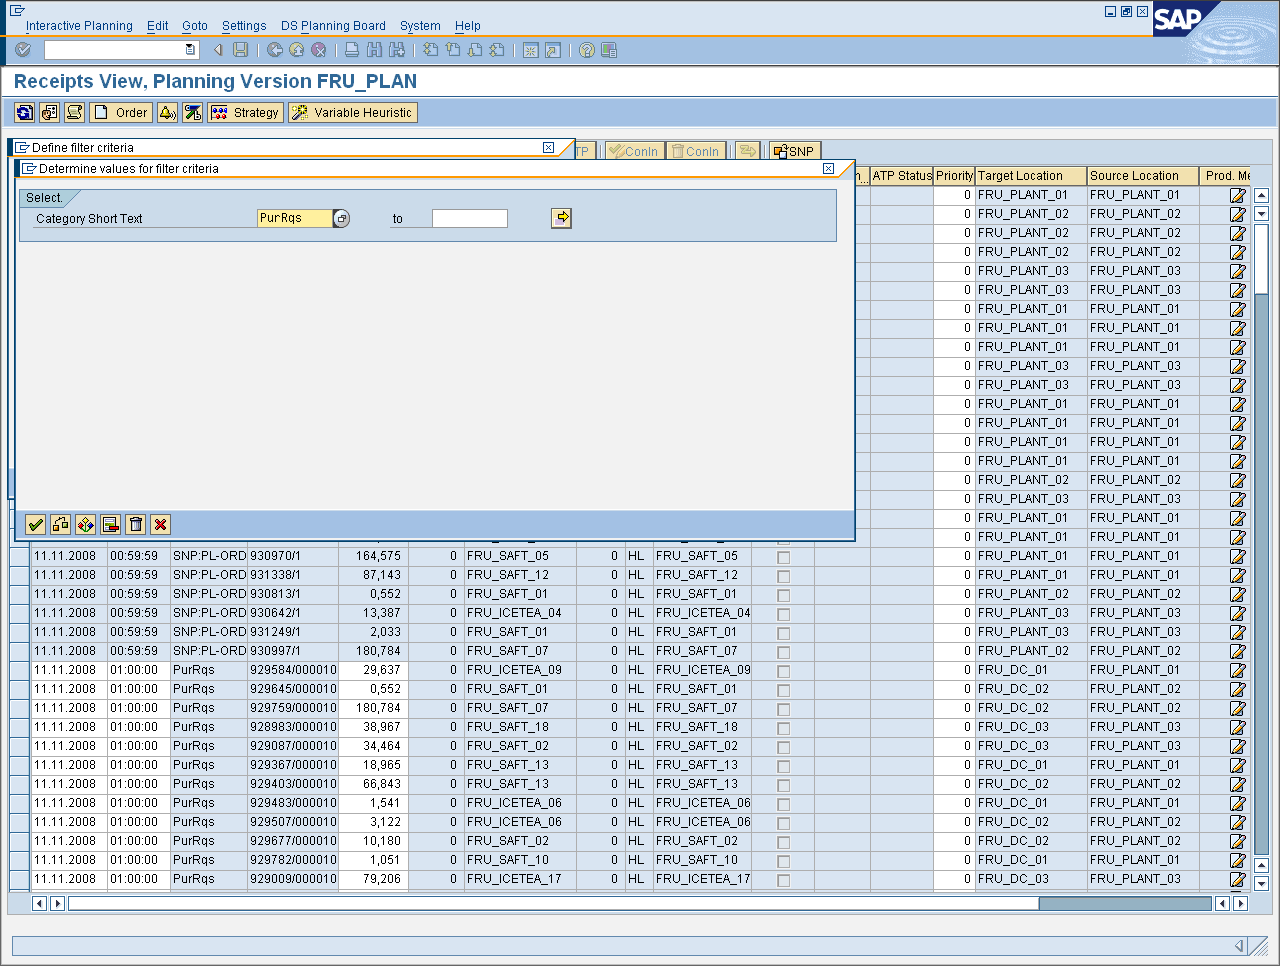 Interactive Planning Edit Goto Settings DS Planning Board System Help
SAP
Receipts View, Planning Version FRU_PLAN
Order Strategy Variable Heuristic
Define filter criteria
TP ConIn ConIn SNP
Determine values for filter criteria
n... ATP Status Priority Target Location Source Location Prod. Me
Select.
Category Short Text PurRqs to
0 FRU_PLANT_01 FRU_PLANT_01
0 FRU_PLANT_02 FRU_PLANT_02
0 FRU_PLANT_02 FRU_PLANT_02
0 FRU_PLANT_02 FRU_PLANT_02
0 FRU_PLANT_03 FRU_PLANT_03
0 FRU_PLANT_03 FRU_PLANT_03
0 FRU_PLANT_01 FRU_PLANT_01
0 FRU_PLANT_01 FRU_PLANT_01
0 FRU_PLANT_01 FRU_PLANT_01
0 FRU_PLANT_03 FRU_PLANT_03
0 FRU_PLANT_03 FRU_PLANT_03
0 FRU_PLANT_01 FRU_PLANT_01
0 FRU_PLANT_01 FRU_PLANT_01
0 FRU_PLANT_01 FRU_PLANT_01
0 FRU_PLANT_01 FRU_PLANT_01
0 FRU_PLANT_02 FRU_PLANT_02
0 FRU_PLANT_03 FRU_PLANT_03
0 FRU_PLANT_01 FRU_PLANT_01
0 FRU_PLANT_01 FRU_PLANT_01
11.11.2008 00:59:59 SNP:PL-ORD 930970/1 164,575 0 FRU_SAFT_05 0 HL FRU_SAFT_05 0 FRU_PLANT_01 FRU_PLANT_01
11.11.2008 00:59:59 SNP:PL-ORD 931338/1 87,143 0 FRU_SAFT_12 0 HL FRU_SAFT_12 0 FRU_PLANT_01 FRU_PLANT_01
11.11.2008 00:59:59 SNP:PL-ORD 930813/1 0,552 0 FRU_SAFT_01 0 HL FRU_SAFT_01 0 FRU_PLANT_02 FRU_PLANT_02
11.11.2008 00:59:59 SNP:PL-ORD 930642/1 13,387 0 FRU_ICETEA_04 0 HL FRU_ICETEA_04 0 FRU_PLANT_03 FRU_PLANT_03
11.11.2008 00:59:59 SNP:PL-ORD 931249/1 2,033 0 FRU_SAFT_01 0 HL FRU_SAFT_01 0 FRU_PLANT_03 FRU_PLANT_03
11.11.2008 00:59:59 SNP:PL-ORD 930997/1 180,784 0 FRU_SAFT_07 0 HL FRU_SAFT_07 0 FRU_PLANT_02 FRU_PLANT_02
11.11.2008 01:00:00 PurRqs 929584/000010 29,637 0 FRU_ICETEA_09 0 HL FRU_ICETEA_09 0 FRU_DC_01 FRU_PLANT_01
11.11.2008 01:00:00 PurRqs 929645/000010 0,552 0 FRU_SAFT_01 0 HL FRU_SAFT_01 0 FRU_DC_02 FRU_PLANT_02
11.11.2008 01:00:00 PurRqs 929759/000010 180,784 0 FRU_SAFT_07 0 HL FRU_SAFT_07 0 FRU_DC_02 FRU_PLANT_02
11.11.2008 01:00:00 PurRqs 928983/000010 38,967 0 FRU_SAFT_18 0 HL FRU_SAFT_18 0 FRU_DC_03 FRU_PLANT_03
11.11.2008 01:00:00 PurRqs 929087/000010 34,464 0 FRU_SAFT_02 0 HL FRU_SAFT_02 0 FRU_DC_03 FRU_PLANT_03
11.11.2008 01:00:00 PurRqs 929367/000010 18,965 0 FRU_SAFT_13 0 HL FRU_SAFT_13 0 FRU_DC_01 FRU_PLANT_01
11.11.2008 01:00:00 PurRqs 929403/000010 66,843 0 FRU_SAFT_13 0 HL FRU_SAFT_13 0 FRU_DC_02 FRU_PLANT_02
11.11.2008 01:00:00 PurRqs 929483/000010 1,541 0 FRU_ICETEA_06 0 HL FRU_ICETEA_06 0 FRU_DC_01 FRU_PLANT_01
11.11.2008 01:00:00 PurRqs 929507/000010 3,122 0 FRU_ICETEA_06 0 HL FRU_ICETEA_06 0 FRU_DC_02 FRU_PLANT_02
11.11.2008 01:00:00 PurRqs 929677/000010 10,180 0 FRU_SAFT_02 0 HL FRU_SAFT_02 0 FRU_DC_02 FRU_PLANT_02
11.11.2008 01:00:00 PurRqs 929782/000010 1,051 0 FRU_SAFT_10 0 HL FRU_SAFT_10 0 FRU_DC_01 FRU_PLANT_01
11.11.2008 01:00:00 PurRqs 929009/000010 79,206 0 FRU_ICETEA_17 0 HL FRU_ICETEA_17 0 FRU_DC_03 FRU_PLANT_03